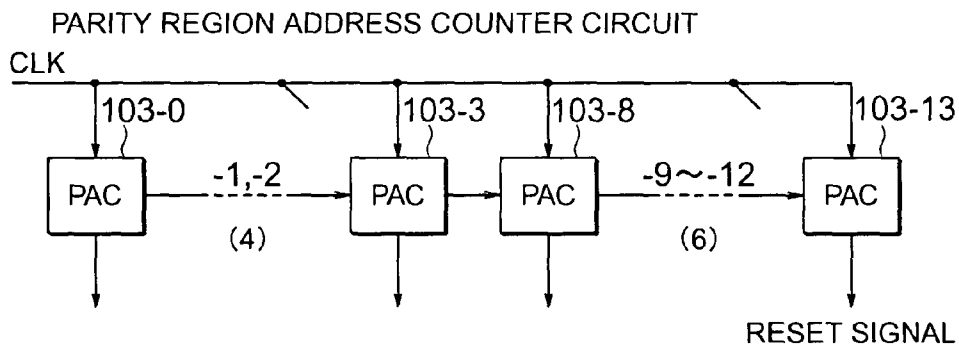 PARITY REGION ADDRESS COUNTER CIRCUIT
CLK
103-0 103-3 103-8 103-13
PAC -1,-2 PAC PAC -9～-12 PAC
(4) (6)
RESET SIGNAL